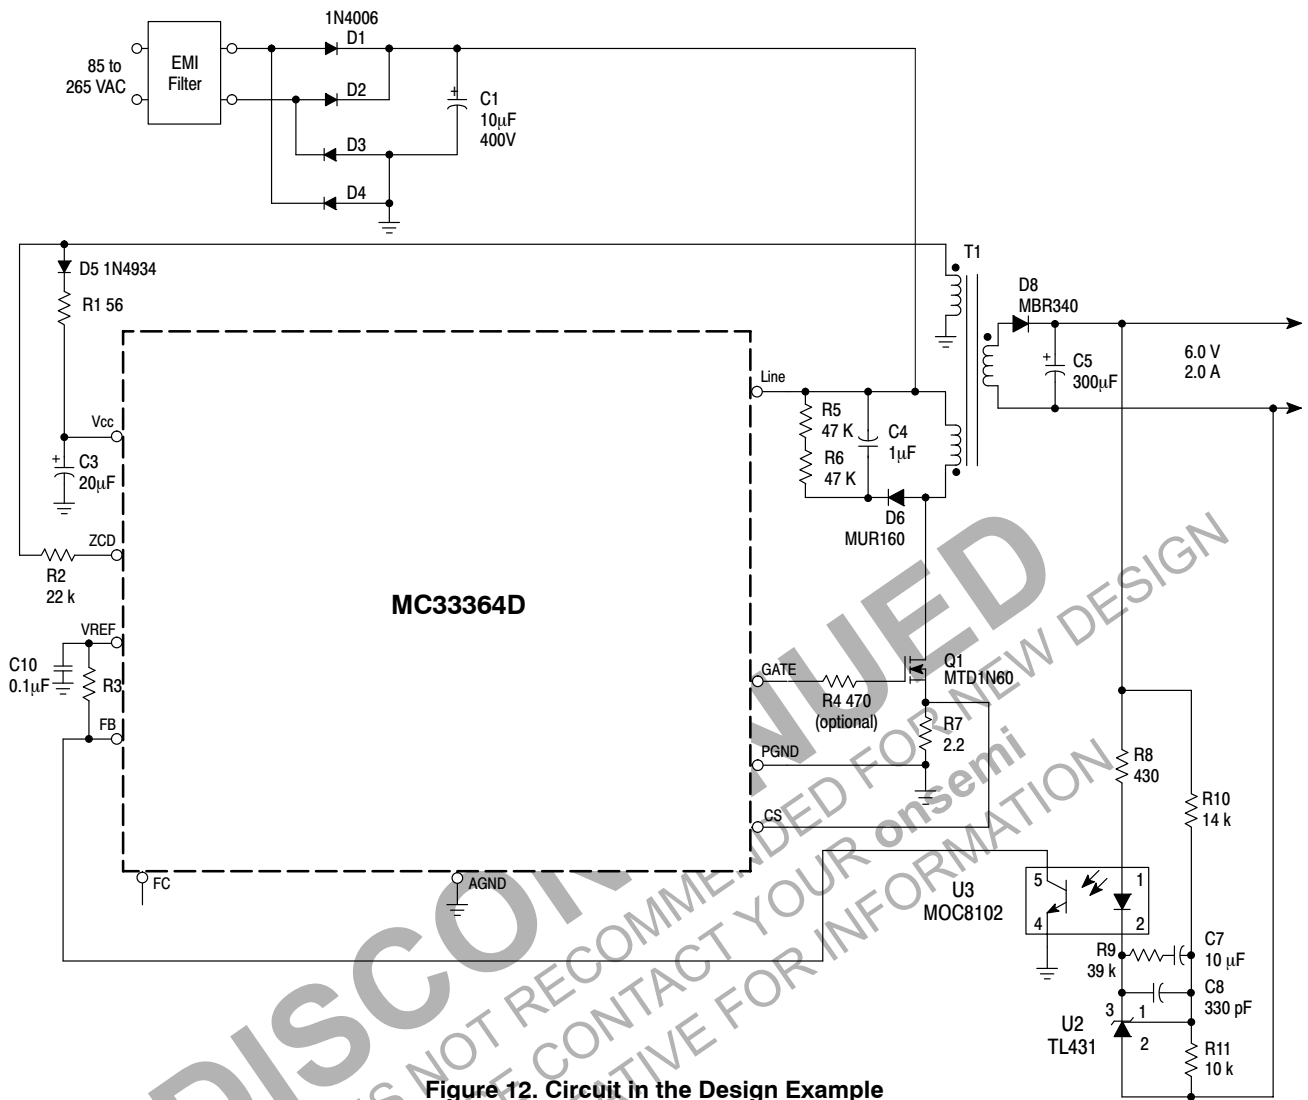 1N4006
D1
EMI
Filter
85 to
265 VAC
D2
+
C1
10μF
400V
D3
D4
D5 1N4934
R1 56
T1
D8
MBR340
+
C5
300μF
6.0 V
2.0 A
Line
R5
47 K
R6
47 K
C4
1μF
D6
MUR160
Vcc
+
C3
20μF
ZCD
R2
22 k
MC33364D
VREF
C10
0.1μF
R3
FB
GATE
R4 470
(optional)
Q1
MTD1N60
R7
2.2
PGND
CS
FC
AGND
R8
430
R10
14 k
U3
MOC8102
5
4
1
2
R9
39 k
C7
10 μF
C8
330 pF
3
1
2
U2
TL431
R11
10 k
NEW DESIGN
NOT RECOMMENDED FOR NEW DESIGN
CONTACT YOUR onsemi
FOR INFORMATION
DISCONTINUED
Figure 12. Circuit in the Design Example